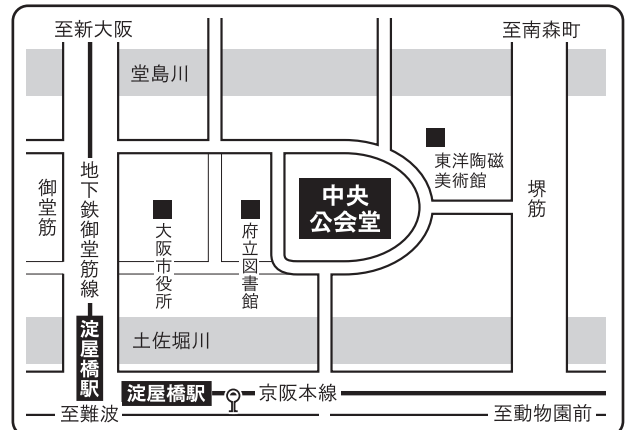 至新大阪
至南森町
堂島川
東洋陶磁
美術館
地下鉄御堂筋線
御堂筋
堺筋
中央
公会堂
大阪市役所
府立図書館
土佐堀川
淀屋橋駅
淀屋橋駅
京阪本線
至難波
至動物園前